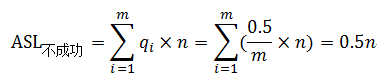 ASL不成功 = ∑_{i=1}^{m} q_i × n = ∑_{i=1}^{m} (0.5/m × n) = 0.5n